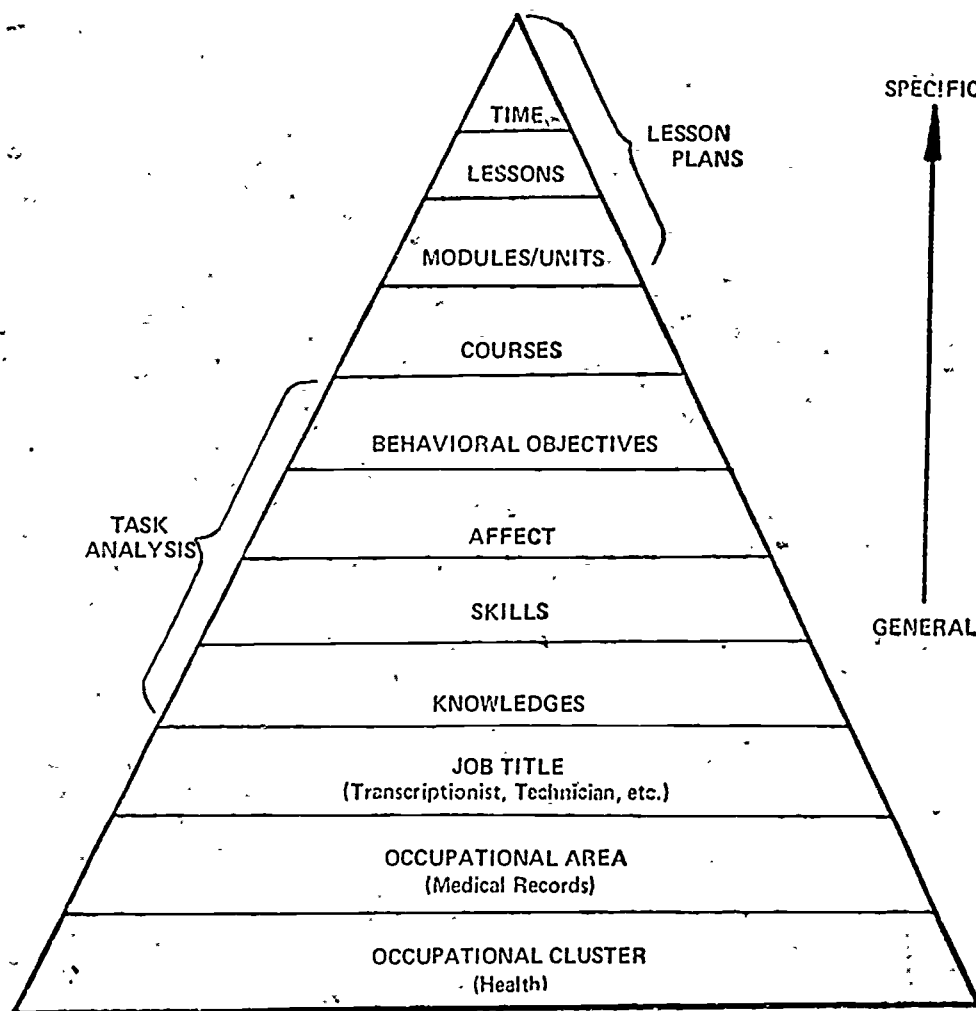 TIME
LESSONS
MODULES/UNITS
COURSES
BEHAVIORAL OBJECTIVES
AFFECT
SKILLS
KNOWLEDGES
JOB TITLE
(Transcriptionist, Technician, etc.)
OCCUPATIONAL AREA
(Medical Records)
OCCUPATIONAL CLUSTER
(Health)
LESSON
PLANS
TASK
ANALYSIS
SPECIFIC
GENERAL